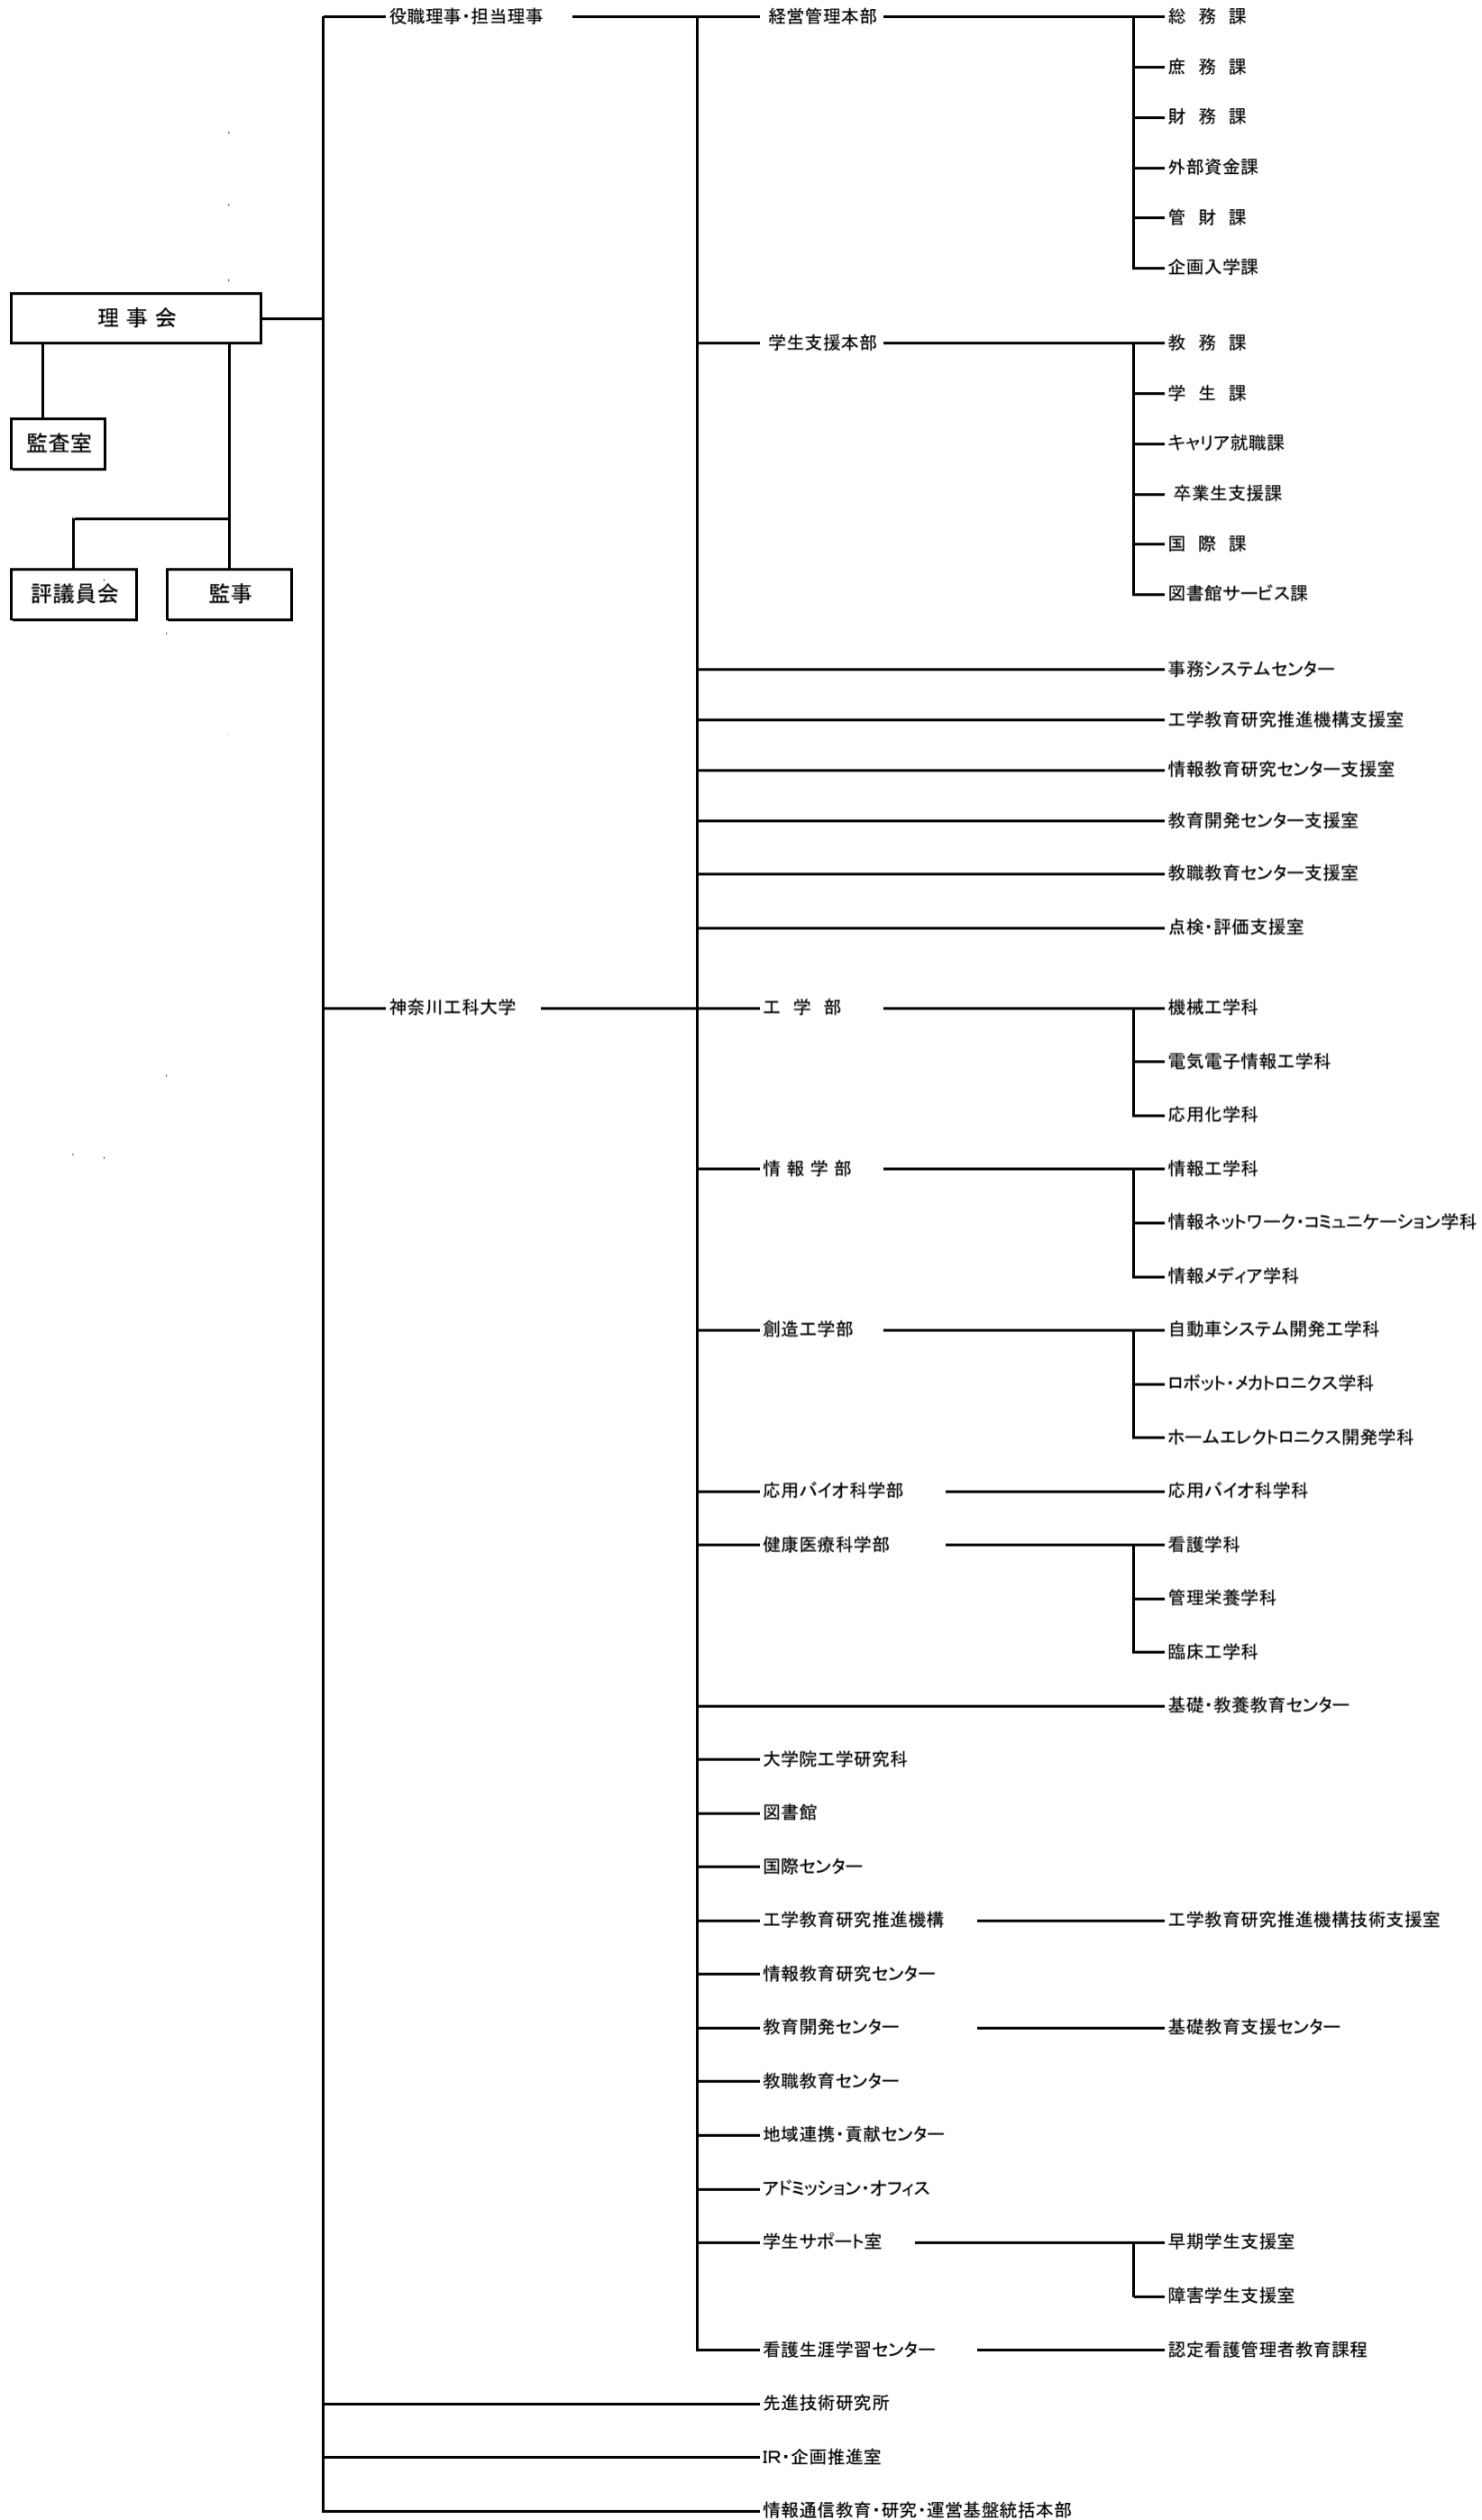 役職理事・担当理事
経営管理本部
総 務 課
庶 務 課
財 務 課
外部資金課
管 財 課
企画入学課
理 事 会
監査室
評議員会
監事
学生支援本部
教 務 課
学 生 課
キャリア就職課
卒業生支援課
国 際 課
図書館サービス課
事務システムセンター
工学教育研究推進機構支援室
情報教育研究センター支援室
教育開発センター支援室
教職教育センター支援室
点検・評価支援室
神奈川工科大学
工 学 部
機械工学科
電気電子情報工学科
応用化学科
情 報 学 部
情報工学科
情報ネットワーク・コミュニケーション学科
情報メディア学科
創造工学部
自動車システム開発工学科
ロボット・メカトロニクス学科
ホームエレクトロニクス開発学科
応用バイオ科学部
応用バイオ科学科
健康医療科学部
看護学科
管理栄養学科
臨床工学科
基礎・教養教育センター
大学院工学研究科
図書館
国際センター
工学教育研究推進機構
工学教育研究推進機構技術支援室
情報教育研究センター
教育開発センター
基礎教育支援センター
教職教育センター
地域連携・貢献センター
アドミッション・オフィス
学生サポート室
早期学生支援室
障害学生支援室
看護生涯学習センター
認定看護管理者教育課程
先進技術研究所
IR・企画推進室
情報通信教育・研究・運営基盤統括本部